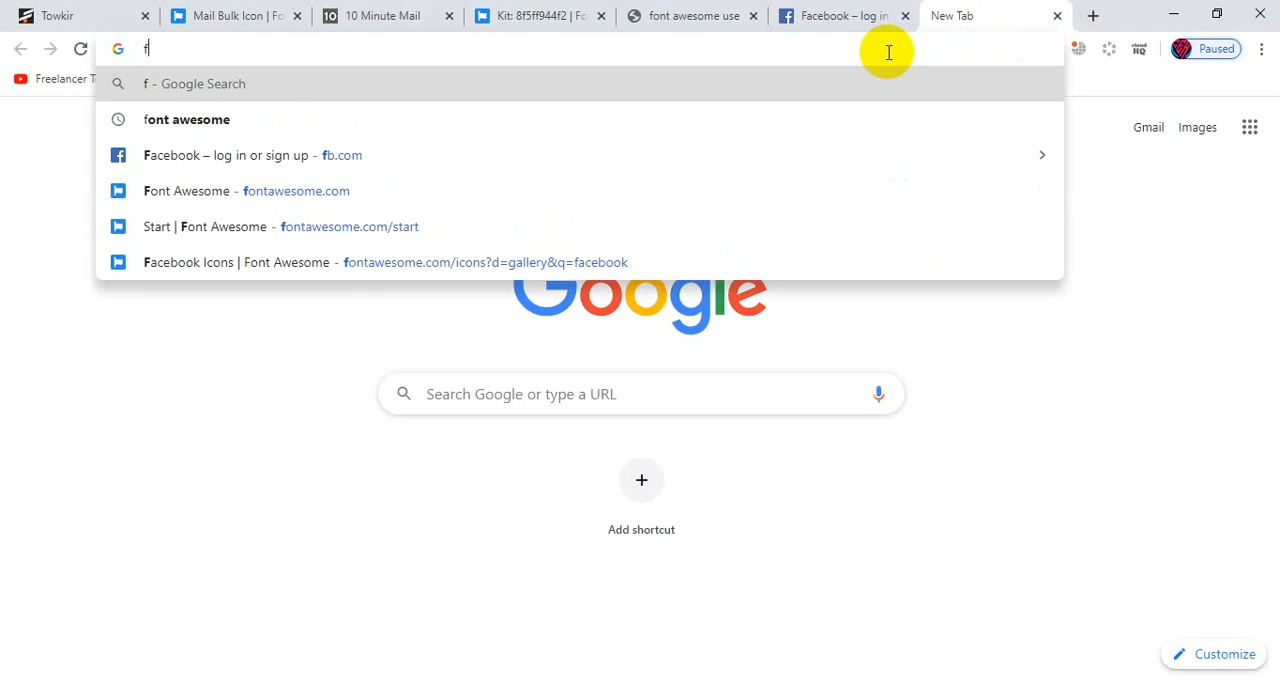 Towkir
Mail Bulk Icon | Fo
10 Minute Mail
Kit: 8f5ff944f2 | Fo
font awesome use
Facebook – log in
New Tab
f
Paused
Freelancer T
f - Google Search
font awesome
Facebook – log in or sign up - fb.com
Font Awesome - fontawesome.com
Start | Font Awesome - fontawesome.com/start
Facebook Icons | Font Awesome - fontawesome.com/icons?d=gallery&q=facebook
Gmail
Images
Google
Search Google or type a URL
Add shortcut
Customize